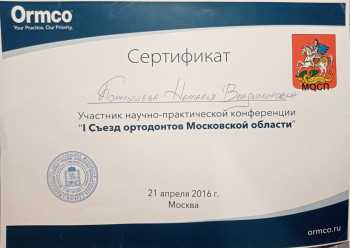 Ormco
Your Practice. Our Priority.
Сертификат
МОСП
Наталья
Участник научно-практической конференции
"I Съезд ортодонтов Московской области"
21 апреля 2016 г.
Москва
ormco.ru